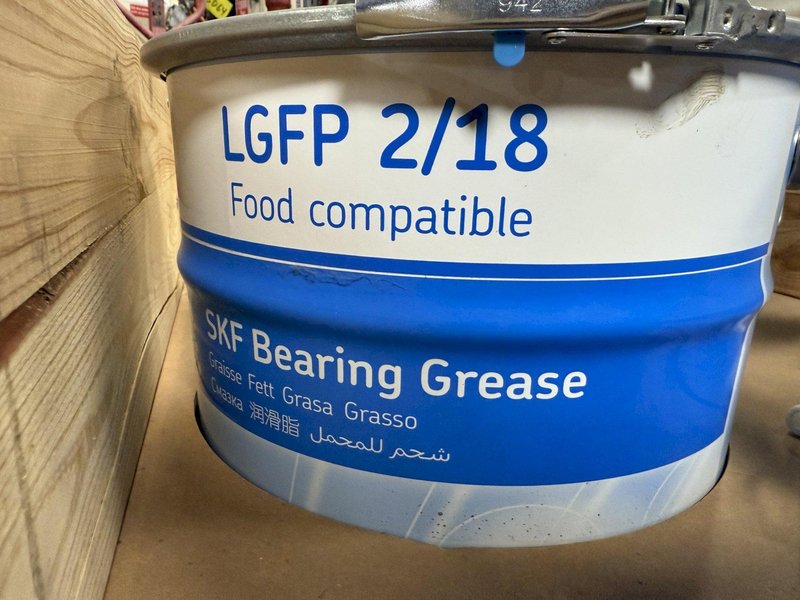 942
LGFP 2/18
Food compatible
SKF Bearing Grease
Graisse Fett Grasa Grasso
Смазка 润滑脂 شحم للمحمل